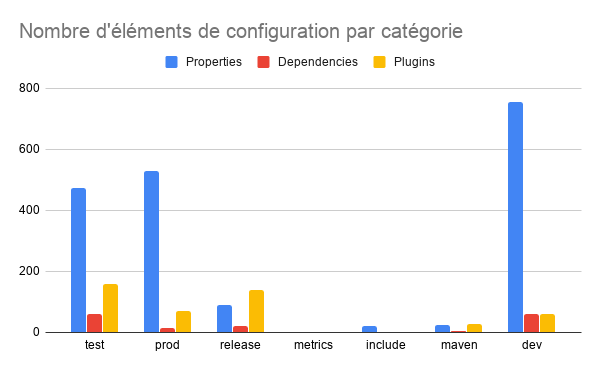 Nombre d'éléments de configuration par catégorie
Properties Dependencies Plugins
800
600
400
200
0
test prod release metrics include maven dev